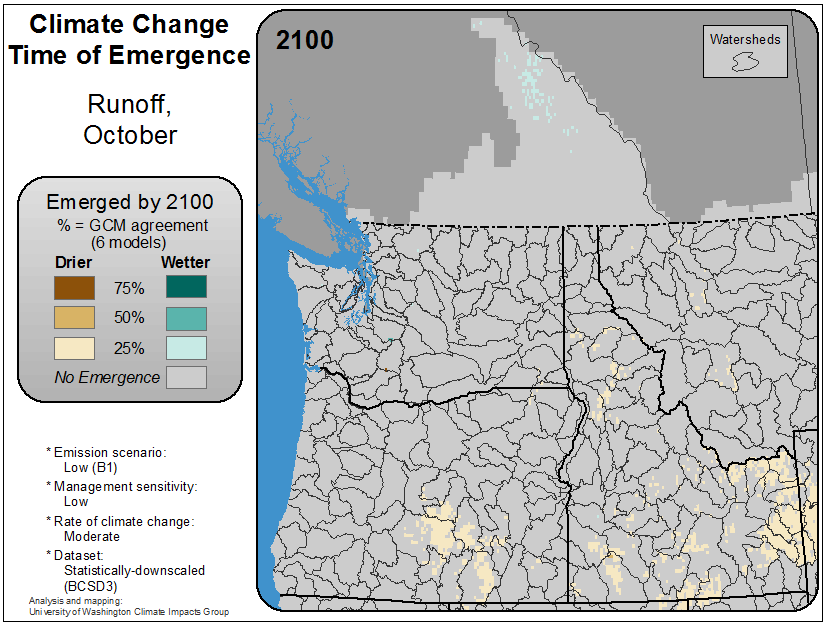 Climate Change
Time of Emergence
Runoff,
October
Emerged by 2100
% = GCM agreement
(6 models)
Drier Wetter
75%
50%
25%
No Emergence
* Emission scenario:
Low (B1)
* Management sensitivity:
Low
* Rate of climate change:
Moderate
* Dataset:
Statistically-downscaled
(BCSD3)
Analysis and mapping:
University of Washington Climate Impacts Group
2100
Watersheds